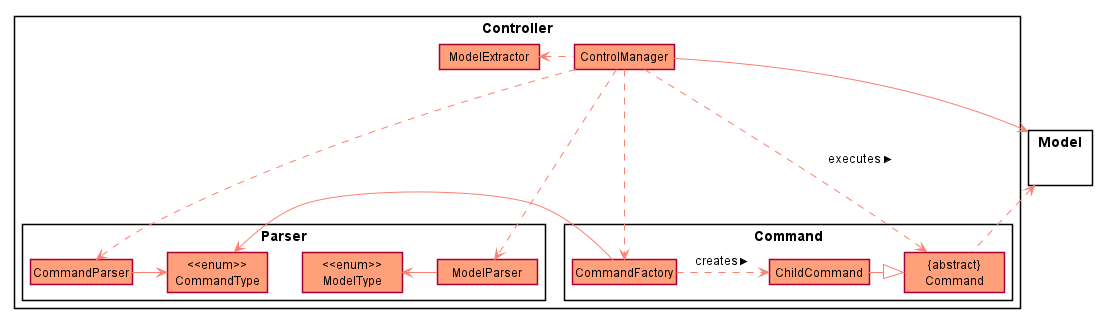 Controller
ModelExtractor
ControlManager
Model
executes ▶
Parser
Command
CommandParser
<<enum>>
CommandType
<<enum>>
ModelType
ModelParser
CommandFactory
creates ▶
ChildCommand
{abstract}
Command